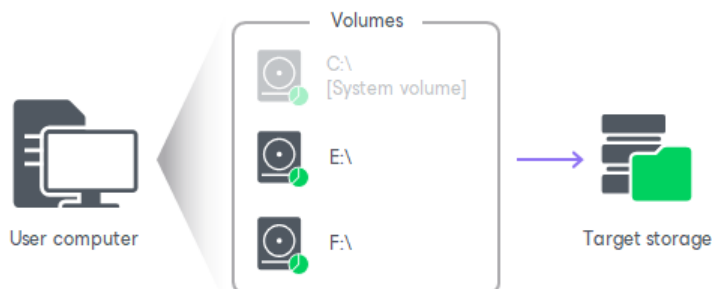 Volumes
C:\
[System volume]
E:\
F:\
User computer
Target storage